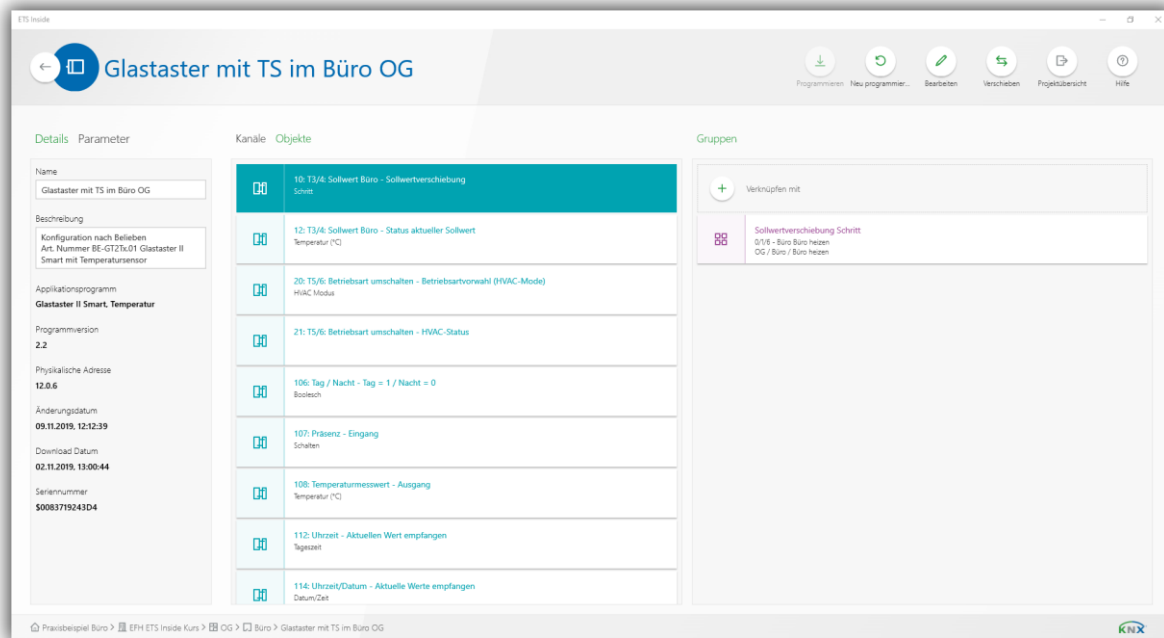 ETS Inside
Glastaster mit TS im Büro OG
Programmieren
Neu programmier...
Bearbeiten
Verschieben
Projektübersicht
Hilfe
Details Parameter
Name
Glastaster mit TS im Büro OG
Beschreibung
Konfiguration nach Belieben
Art. Nummer BE-GT2Tx.01 Glastaster II
Smart mit Temperatursensor
Applikationsprogramm
Glastaster II Smart, Temperatur
Programmversion
2.2
Physikalische Adresse
12.0.6
Änderungsdatum
09.11.2019, 12:12:39
Download Datum
02.11.2019, 13:00:44
Seriennummer
$0083719243D4
Kanäle Objekte
10: T3/4: Sollwert Büro - Sollwertverschiebung
Schritt
12: T3/4: Sollwert Büro - Status aktueller Sollwert
Temperatur (°C)
20: T5/6: Betriebsart umschalten - Betriebsartvorwahl (HVAC-Mode)
HVAC Modus
21: T5/6: Betriebsart umschalten - HVAC-Status
106: Tag / Nacht - Tag = 1 / Nacht = 0
Boolesch
107: Präsenz - Eingang
Schalten
108: Temperaturmesswert - Ausgang
Temperatur (°C)
112: Uhrzeit - Aktuellen Wert empfangen
Tageszeit
114: Uhrzeit/Datum - Aktuelle Werte empfangen
Datum/Zeit
Gruppen
Verknüpfen mit
Sollwertverschiebung Schritt
0/1/6 - Büro Büro heizen
OG / Büro / Büro heizen
Praxisbeispiel Büro > EFH ETS Inside Kurs > OG > Büro > Glastaster mit TS im Büro OG
KNX